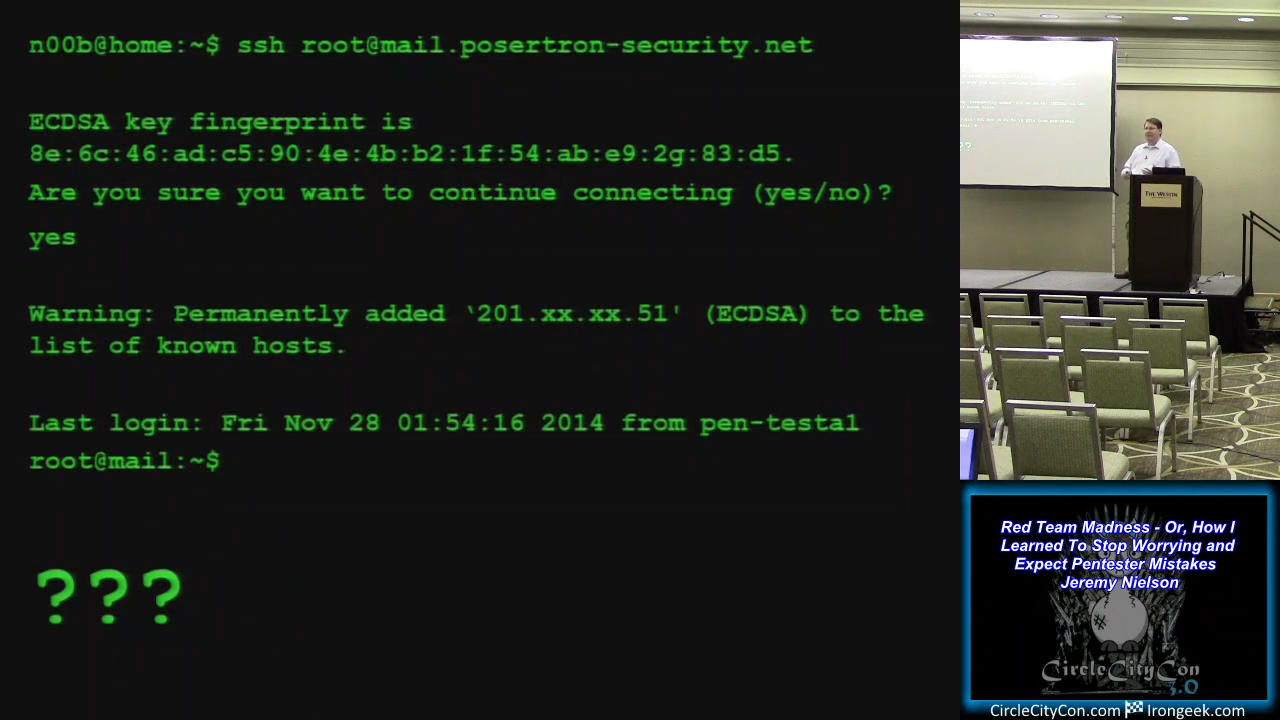 n00b@home:~$ ssh root@mail.posertron-security.net
ECDSA key fingerprint is
8e:6c:46:ad:c5:90:4e:4b:b2:1f:54:ab:e9:2g:83:d5.
Are you sure you want to continue connecting (yes/no)?
yes
Warning: Permanently added '201.xx.xx.51' (ECDSA) to the
list of known hosts.
Last login: Fri Nov 28 01:54:16 2014 from pen-testa1
root@mail:~$
???
??
THE WESTIN
Red Team Madness - Or, How I
Learned To Stop Worrying and
Expect Pentester Mistakes
Jeremy Nielson
CircleCityCon
3.0
CircleCityCon.com Irongeek.com